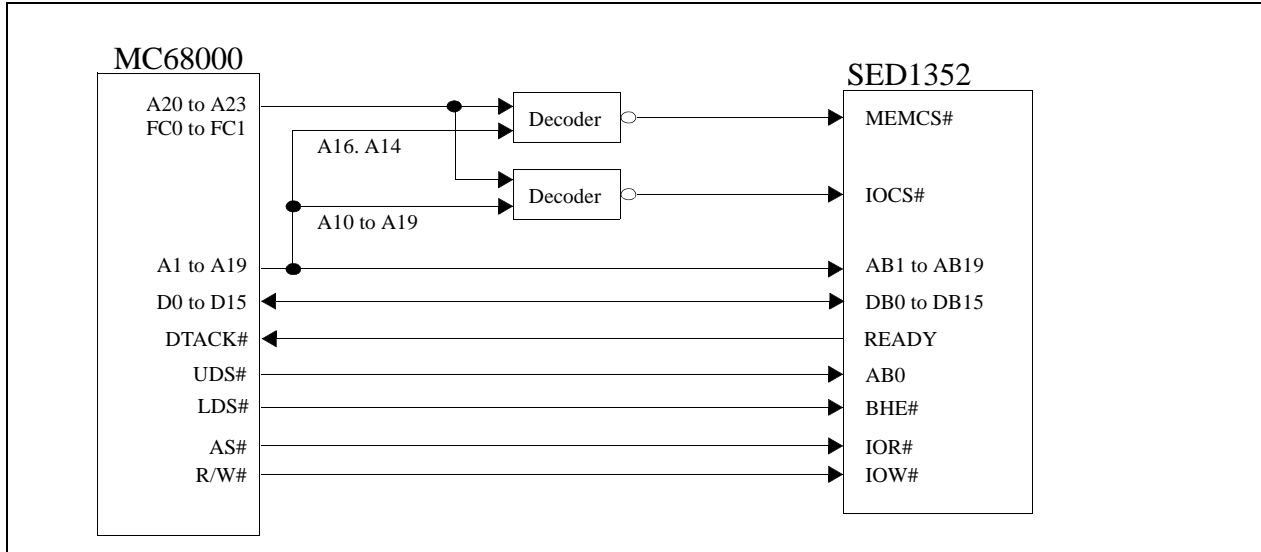 MC68000
SED1352
A20 to A23
FC0 to FC1
Decoder
MEMCS#
A16. A14
Decoder
IOCS#
A10 to A19
A1 to A19
AB1 to AB19
D0 to D15
DB0 to DB15
DTACK#
READY
UDS#
AB0
LDS#
BHE#
AS#
IOR#
R/W#
IOW#